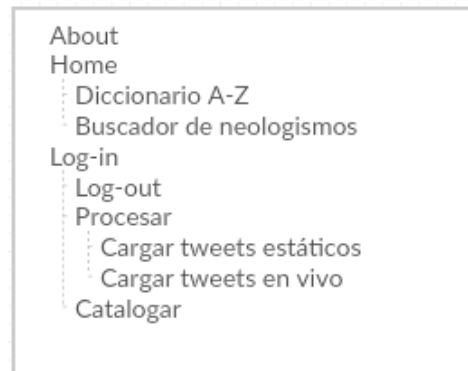 About
Home
Diccionario A-Z
Buscador de neologismos
Log-in
Log-out
Procesar
Cargar tweets estáticos
Cargar tweets en vivo
Catalogar